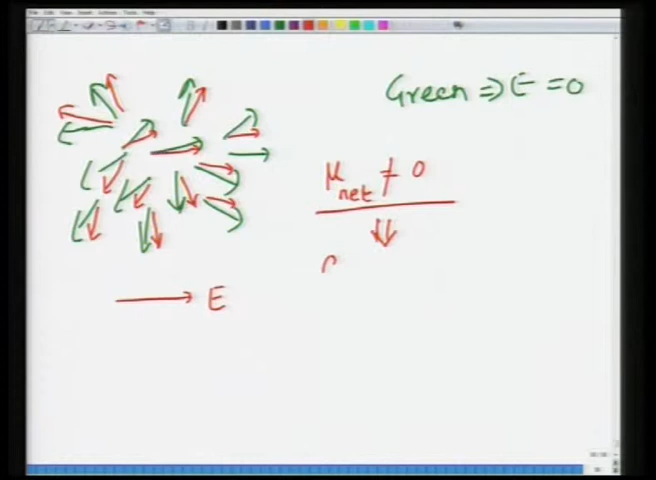 Green ⇒ E = 0
μnet ≠ 0
⇓
E